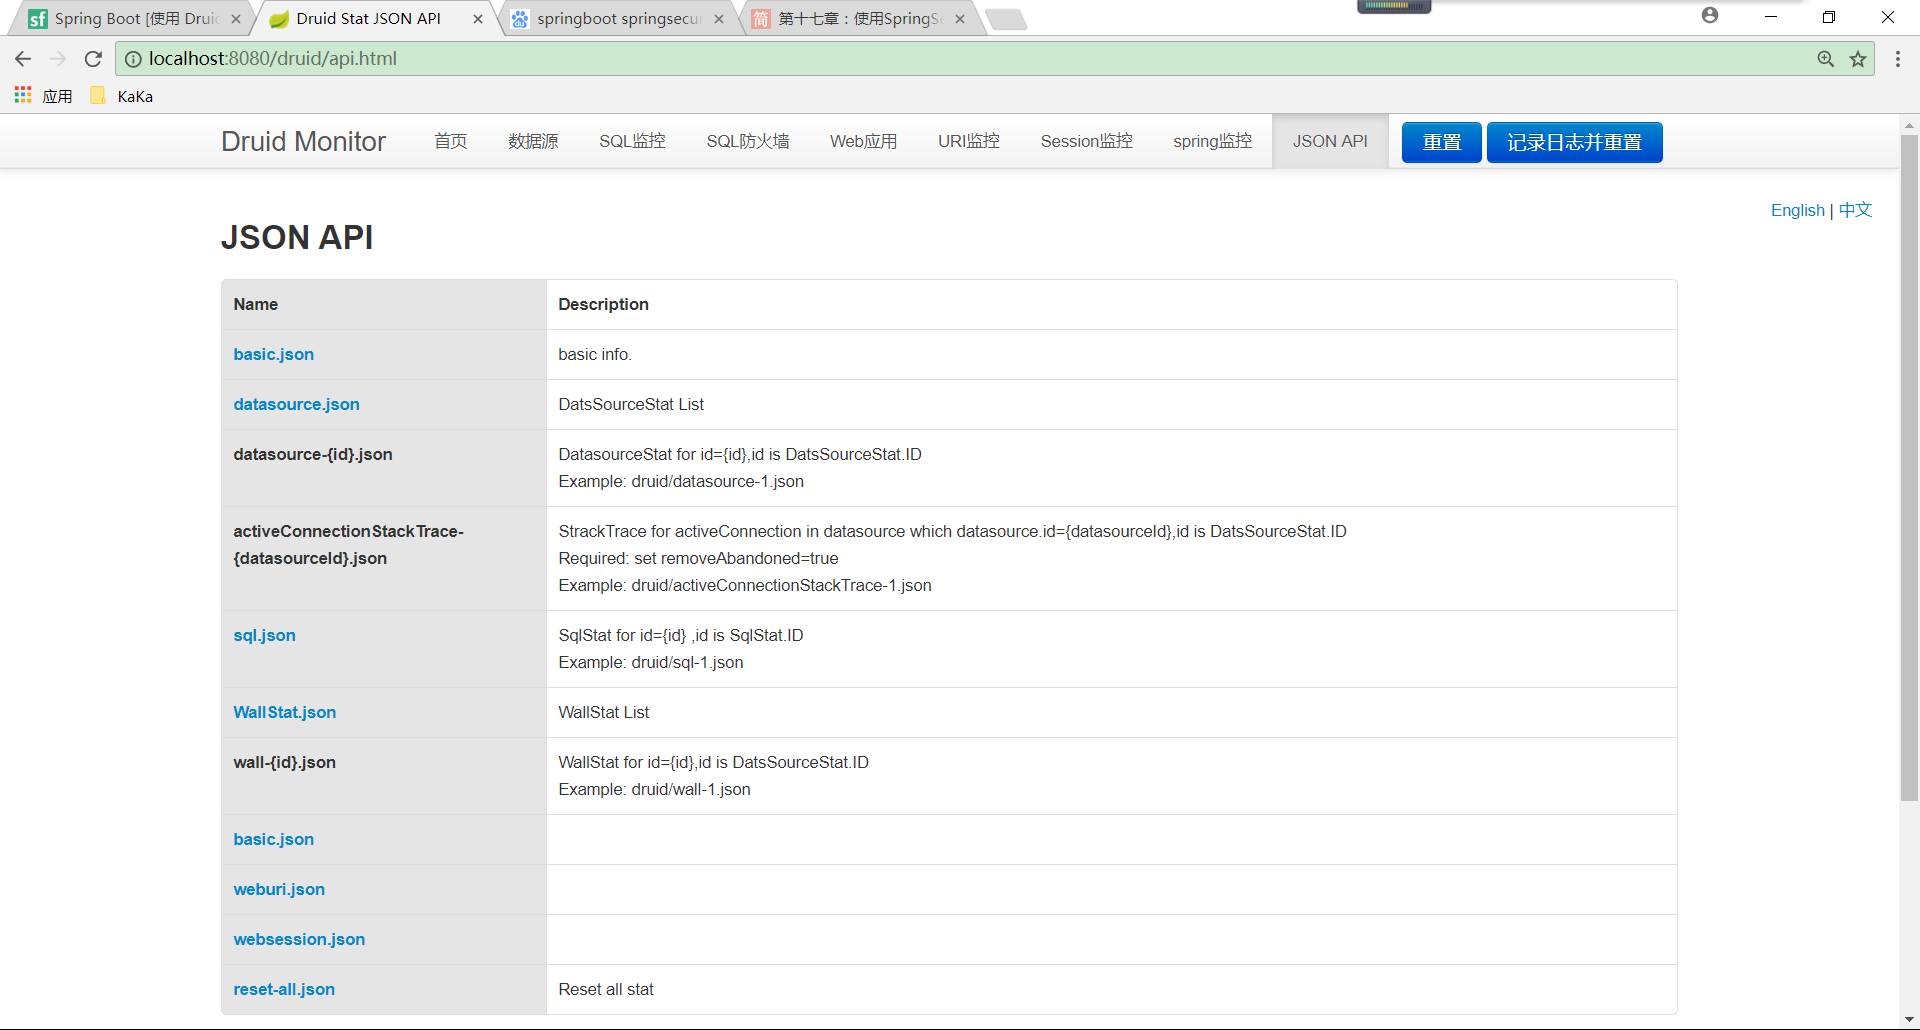 Spring Boot [使用 Druid
Druid Stat JSON API
springboot springsecur
简 第十七章：使用SpringSe
localhost:8080/druid/api.html
应用
KaKa
Druid Monitor 首页 数据源 SQL监控 SQL防火墙 Web应用 URI监控 Session监控 spring监控 JSON API 重置 记录日志并重置
English | 中文
JSON API
Name Description
basic.json basic info.
datasource.json DatsSourceStat List
datasource-{id}.json DatasourceStat for id={id},id is DatsSourceStat.ID
Example: druid/datasource-1.json
activeConnectionStackTrace- StrackTrace for activeConnection in datasource which datasource.id={datasourceId},id is DatsSourceStat.ID
{datasourceId}.json Required: set removeAbandoned=true
Example: druid/activeConnectionStackTrace-1.json
sql.json SqlStat for id={id} ,id is SqlStat.ID
Example: druid/sql-1.json
WallStat.json WallStat List
wall-{id}.json WallStat for id={id},id is DatsSourceStat.ID
Example: druid/wall-1.json
basic.json
weburi.json
websession.json
reset-all.json Reset all stat